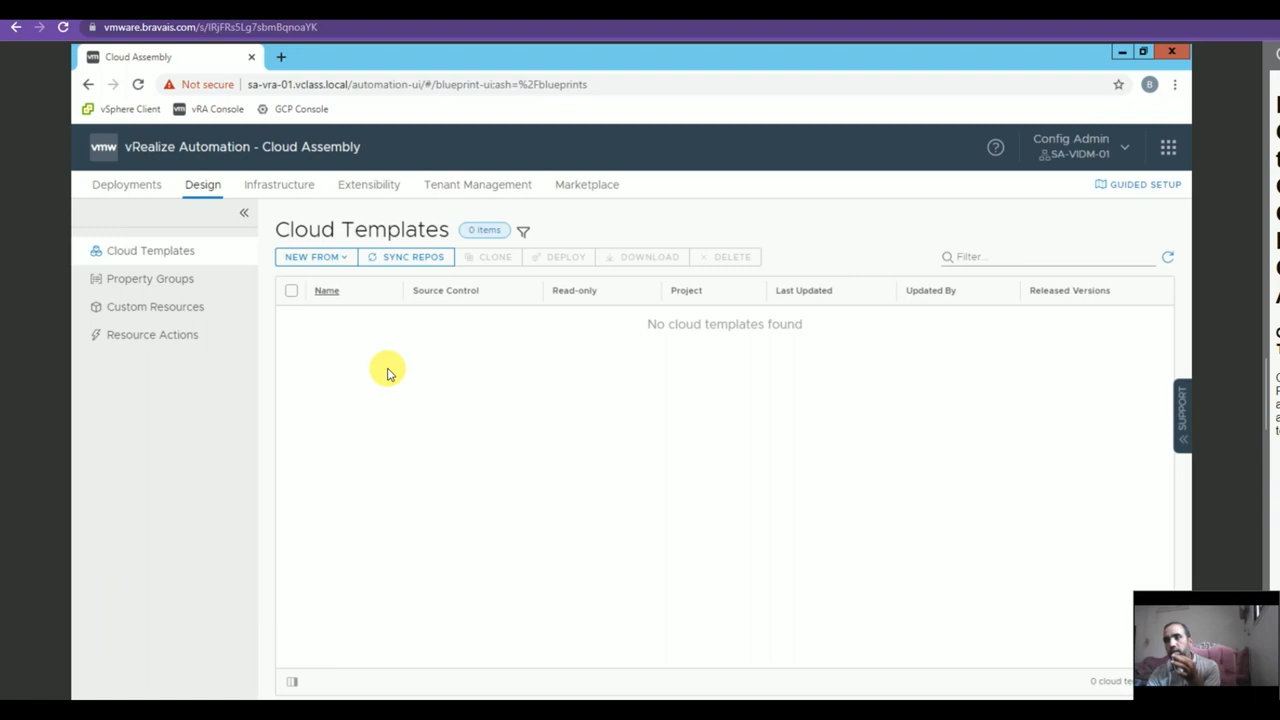 vmware.bravais.com/s/IRjFRs5Lg7sbmBqnoaYK
vm Cloud Assembly
Not secure sa-vra-01.vclass.local/automation-ui/#/blueprint-ui;ash=%2Fblueprints B
vSphere Client vm vRA Console GCP Console
vmw vRealize Automation - Cloud Assembly
Config Admin
SA-VIDM-01
Deployments Design Infrastructure Extensibility Tenant Management Marketplace GUIDED SETUP
Cloud Templates 0 items
Cloud Templates
Property Groups
Custom Resources
Resource Actions
NEW FROM SYNC REPOS CLONE DEPLOY DOWNLOAD DELETE Filter...
Name Source Control Read-only Project Last Updated Updated By Released Versions
No cloud templates found
SUPPORT
0 cloud te